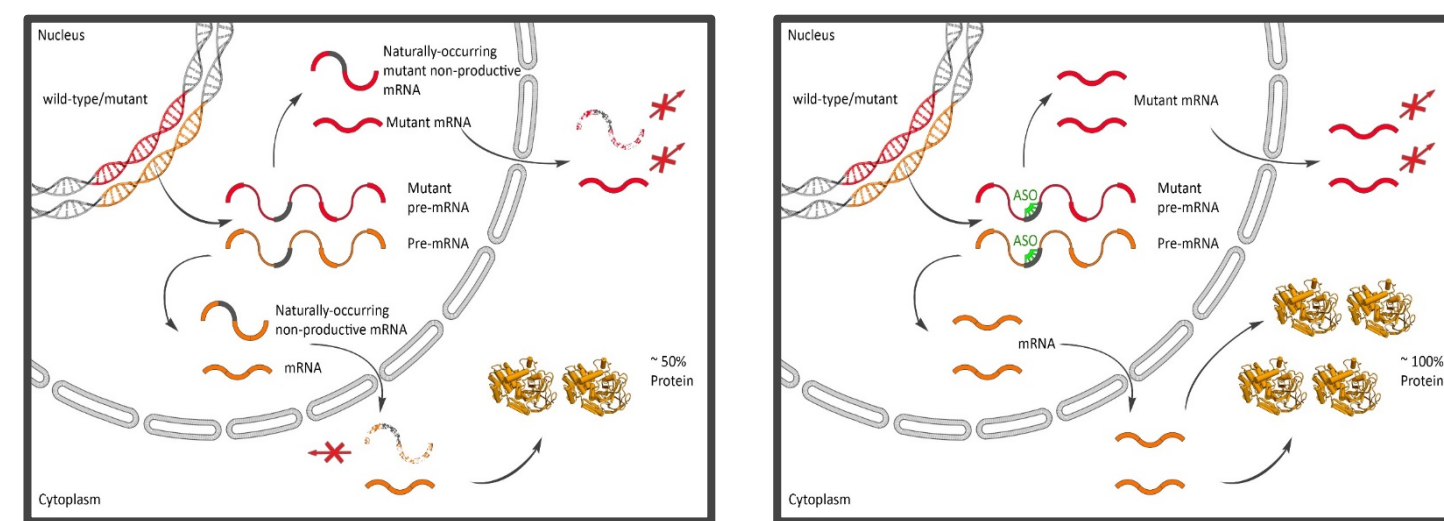 Nucleus
wild-type/mutant
Naturally-occurring
mutant non-productive
mRNA
Mutant mRNA
Mutant
pre-mRNA
Pre-mRNA
Naturally-occurring
non-productive mRNA
mRNA
~ 50%
Protein
Cytoplasm
Nucleus
wild-type/mutant
Mutant mRNA
ASO
Mutant
pre-mRNA
ASO
Pre-mRNA
mRNA
~ 100%
Protein
Cytoplasm